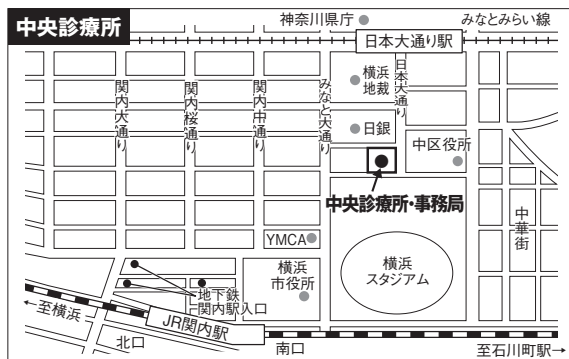 中央診療所
神奈川県庁
みなとみらい線
日本大通り駅
関内大通り
関内桜通り
関内中通り
みなと大通り
横浜
地裁
日本大通り
日銀
中区役所
中央診療所・事務局
中華街
YMCA
横浜
市役所
横浜
スタジアム
地下鉄
関内駅入口
←至横浜
JR関内駅
北口
南口
至石川町駅→